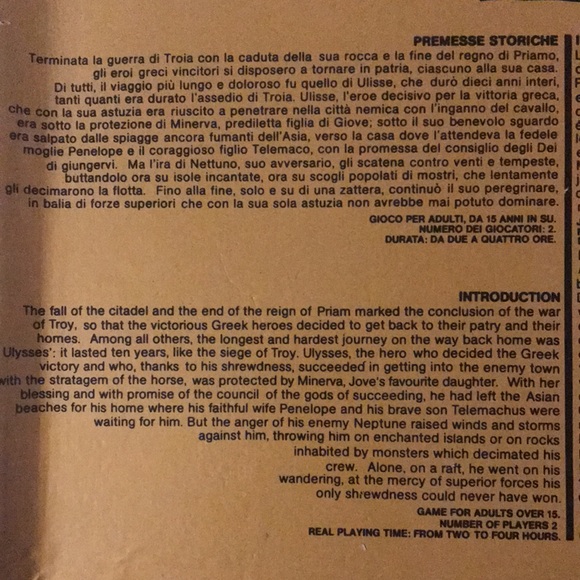 PREMESSE STORICHE
Terminata la guerra di Troia con la caduta della sua rocca e la fine del regno di Priamo,
gli eroi greci vincitori si disposero a tornare in patria, ciascuno alla sua casa.
Di tutti, il viaggio più lungo e doloroso fu quello di Ulisse, che durò dieci anni interi,
tanti quanti era durato l'assedio di Troia. Ulisse, l'eroe decisivo per la vittoria greca,
che con la sua astuzia era riuscito a penetrare nella città nemica con l'inganno del cavallo,
era sotto la protezione di Minerva, prediletta figlia di Giove; sotto il suo benevolo sguardo
era salpato dalle spiagge ancora fumanti dell'Asia, verso la casa dove l'attendeva la fedele
moglie Penelope e il coraggioso figlio Telemaco, con la promessa del consiglio degli Dei
di giungervi. Ma l'ira di Nettuno, suo avversario, gli scatena contro venti e tempeste,
buttandolo ora su isole incantate, ora su scogli popolati di mostri, che lentamente
gli decimarono la flotta. Fino alla fine, solo e su di una zattera, continuò il suo peregrinare,
in balia di forze superiori che con la sua sola astuzia non avrebbe mai potuto dominare.
GIOCO PER ADULTI, DA 15 ANNI IN SU.
NUMERO DEI GIOCATORI: 2.
DURATA: DA DUE A QUATTRO ORE.
INTRODUCTION
The fall of the citadel and the end of the reign of Priam marked the conclusion of the war
of Troy, so that the victorious Greek heroes decided to get back to their patry and their
homes. Among all others, the longest and hardest journey on the way back home was
Ulysses': it lasted ten years, like the siege of Troy. Ulysses, the hero who decided the Greek
victory and who, thanks to his shrewdness, succeeded in getting into the enemy town
with the stratagem of the horse, was protected by Minerva, Jove's favourite daughter. With her
blessing and with promise of the council of the gods of succeeding, he had left the Asian
beaches for his home where his faithful wife Penelope and his brave son Telemachus were
waiting for him. But the anger of his enemy Neptune raised winds and storms
against him, throwing him on enchanted islands or on rocks
inhabited by monsters which decimated his
crew. Alone, on a raft, he went on his
wandering, at the mercy of superior forces his
only shrewdness could never have won.
GAME FOR ADULTS OVER 15.
NUMBER OF PLAYERS 2
REAL PLAYING TIME: FROM TWO TO FOUR HOURS.